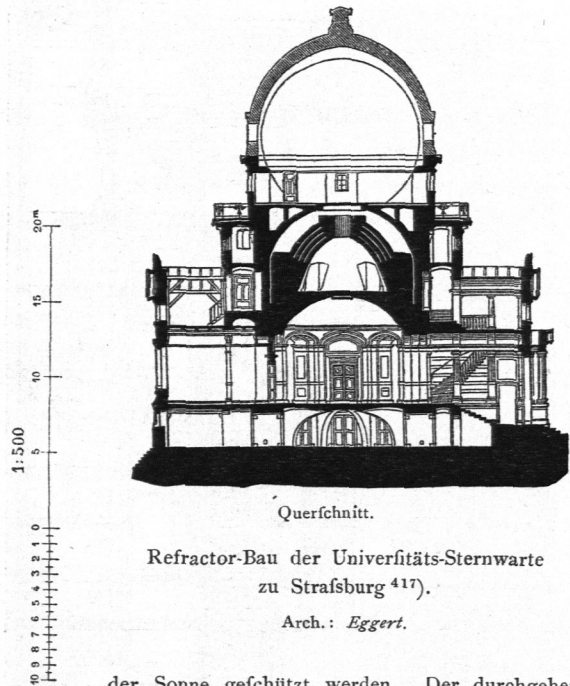 20ᵐ
15
10
1:500
5
0
1
2
3
4
5
6
7
8
9
10
Querſchnitt.
Refractor-Bau der Univerſitäts-Sternwarte
zu Straſsburg ⁴¹⁷).
Arch.: Eggert.
der Sonne geſchützt werden. Der durchgehe